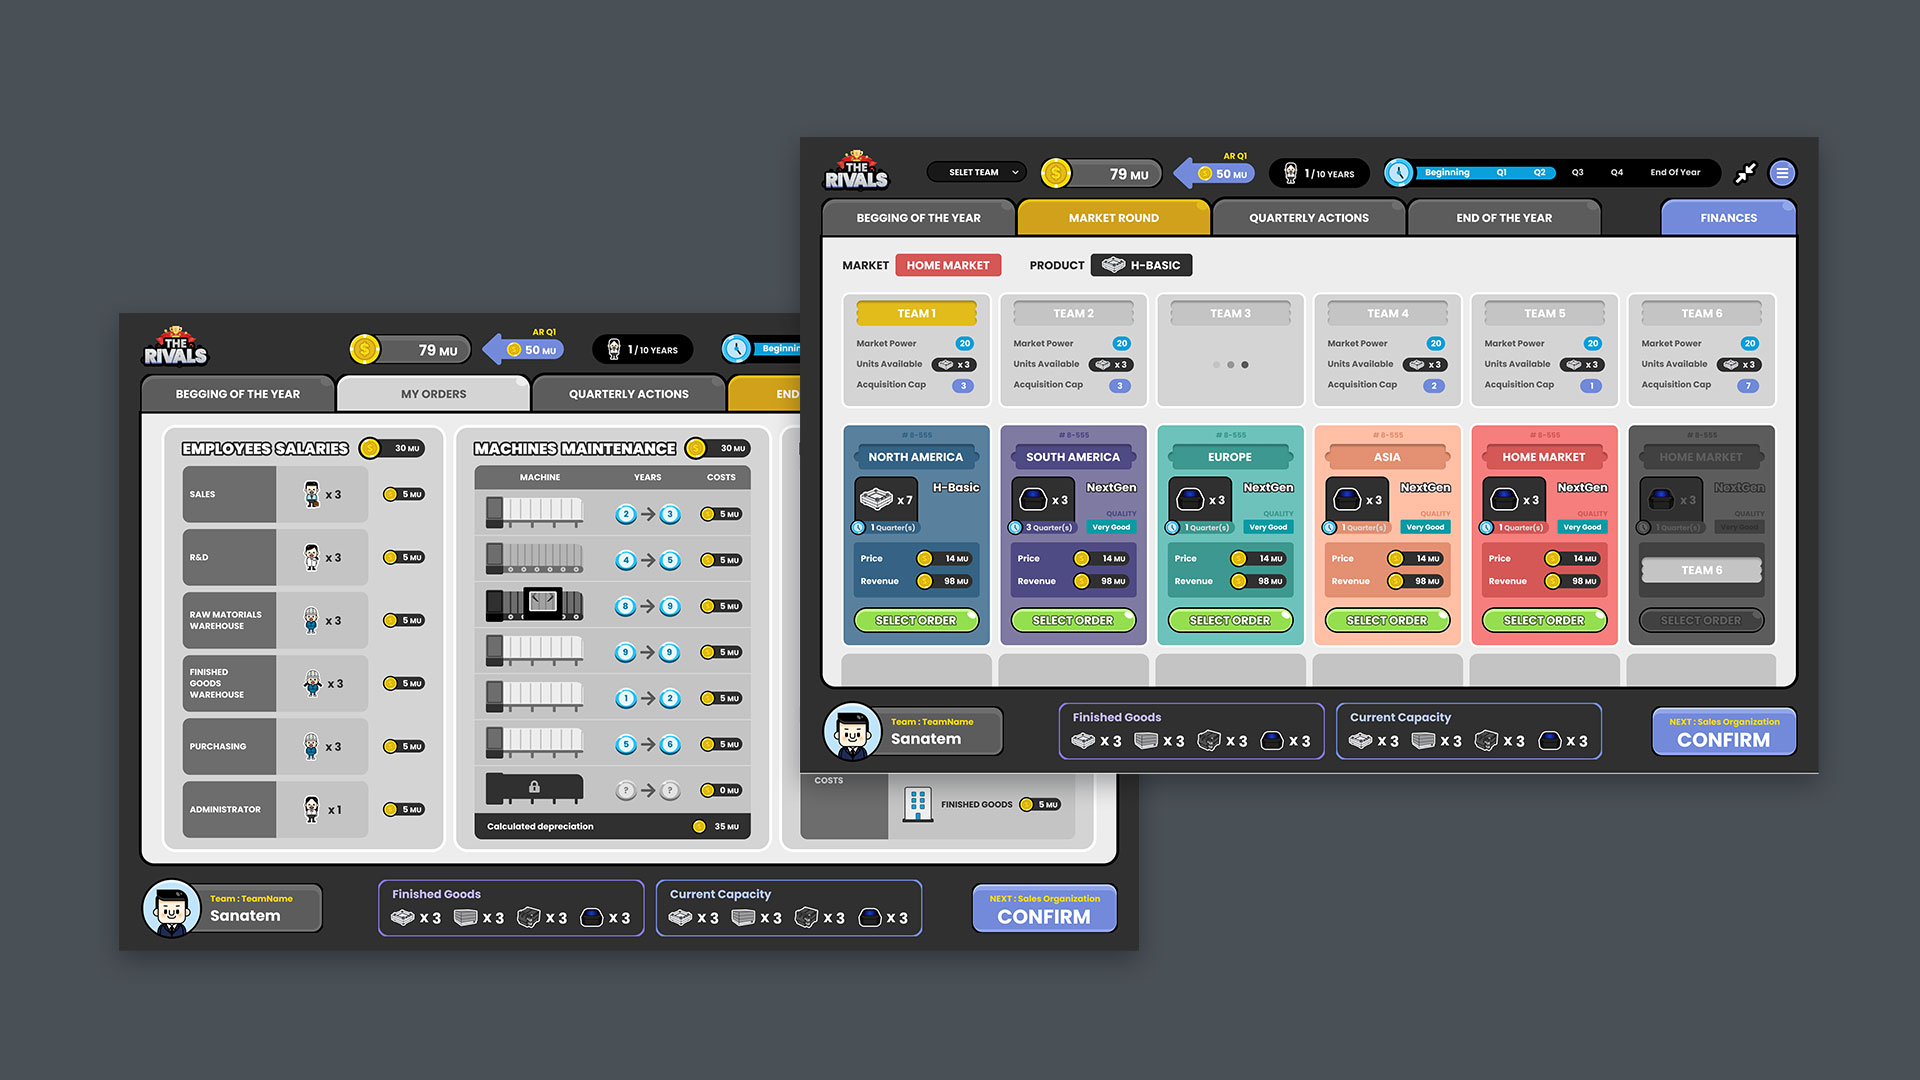 THE
RIVALS
SELET TEAM
79 MU
AR Q1
50 MU
1/10 YEARS
Beginning Q1 Q2 Q3 Q4 End Of Year
BEGGING OF THE YEAR
MARKET ROUND
QUARTERLY ACTIONS
END OF THE YEAR
FINANCES
MARKET HOME MARKET PRODUCT H-BASIC
TEAM 1
Market Power 20
Units Available x 3
Acquisition Cap 3
TEAM 2
Market Power 20
Units Available x 3
Acquisition Cap 3
TEAM 3
TEAM 4
Market Power 20
Units Available x 3
Acquisition Cap 2
TEAM 5
Market Power 20
Units Available x 3
Acquisition Cap 1
TEAM 6
Market Power 20
Units Available x 3
Acquisition Cap 7
# 8-555
NORTH AMERICA
x 7 H-Basic
1 Quarter(s)
Price 14 MU
Revenue 98 MU
SELECT ORDER
# 8-555
SOUTH AMERICA
x 3 NextGen
QUALITY
3 Quarter(s) Very Good
Price 14 MU
Revenue 98 MU
SELECT ORDER
# 8-555
EUROPE
x 3 NextGen
QUALITY
1 Quarter(s) Very Good
Price 14 MU
Revenue 98 MU
SELECT ORDER
# 8-555
ASIA
x 3 NextGen
QUALITY
1 Quarter(s) Very Good
Price 14 MU
Revenue 98 MU
SELECT ORDER
# 8-555
HOME MARKET
x 3 NextGen
QUALITY
1 Quarter(s) Very Good
Price 14 MU
Revenue 98 MU
SELECT ORDER
# 8-555
HOME MARKET
x 3 NextGen
QUALITY
1 Quarter(s) Very Good
TEAM 6
SELECT ORDER
Team : TeamName
Sanatem
Finished Goods
x 3 x 3 x 3 x 3
Current Capacity
x 3 x 3 x 3 x 3
NEXT : Sales Organization
CONFIRM
THE
RIVALS
79 MU
AR Q1
50 MU
1/10 YEARS
Beginnin
BEGGING OF THE YEAR
MY ORDERS
QUARTERLY ACTIONS
END
EMPLOYEES SALARIES 30 MU
SALES x 3 5 MU
R&D x 3 5 MU
RAW MATERIALS
WAREHOUSE x 3 5 MU
FINISHED
GOODS
WAREHOUSE x 3 5 MU
PURCHASING x 3 5 MU
ADMINISTRATOR x 1 5 MU
MACHINES MAINTENANCE 30 MU
MACHINE YEARS COSTS
2 3 5 MU
4 5 5 MU
8 9 5 MU
9 9 5 MU
1 2 5 MU
5 6 5 MU
? ? 0 MU
Calculated depreciation 35 MU
COSTS
FINISHED GOODS 5 MU
Team : TeamName
Sanatem
Finished Goods
x 3 x 3 x 3 x 3
Current Capacity
x 3 x 3 x 3 x 3
NEXT : Sales Organization
CONFIRM